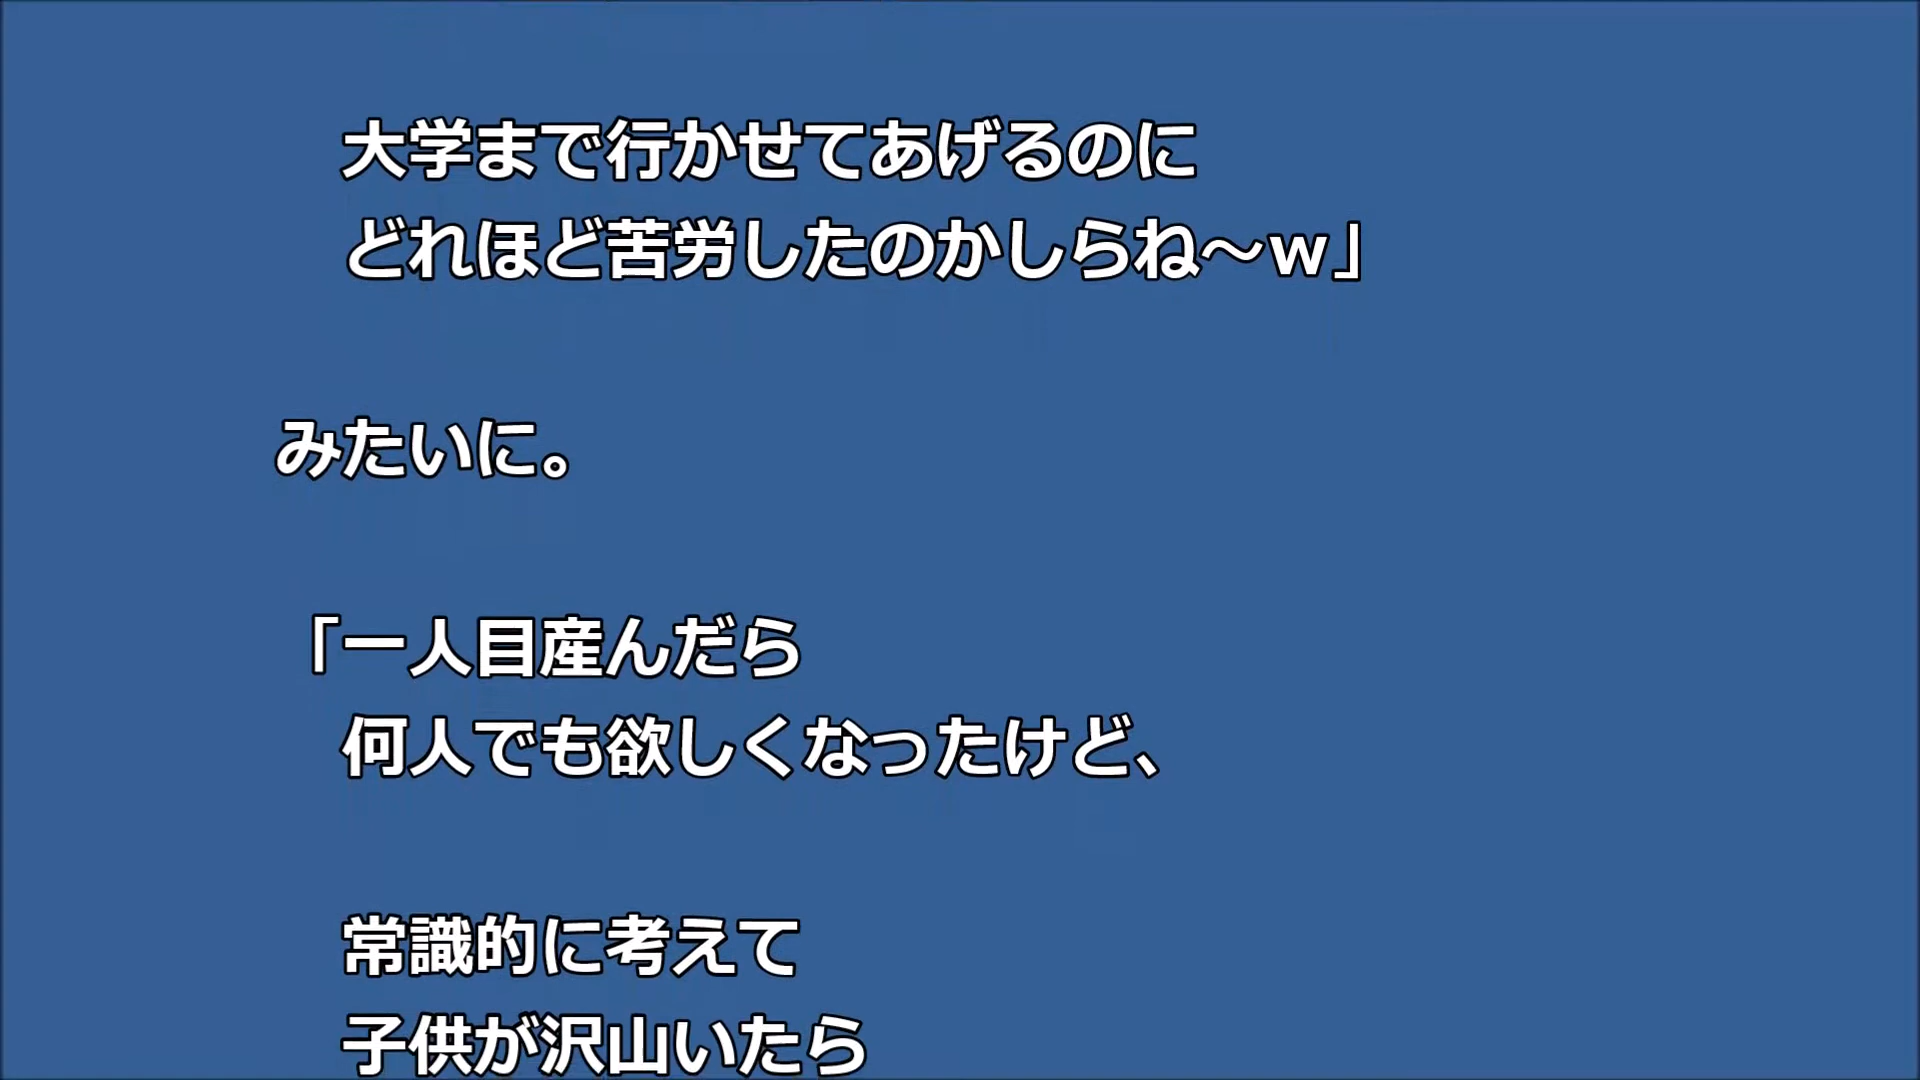 大学まで行かせてあげるのに
どれほど苦労したのかしらね～ｗ」
みたいに。
「一人目産んだら
何人でも欲しくなったけど、
常識的に考えて
子供が沢山いたら